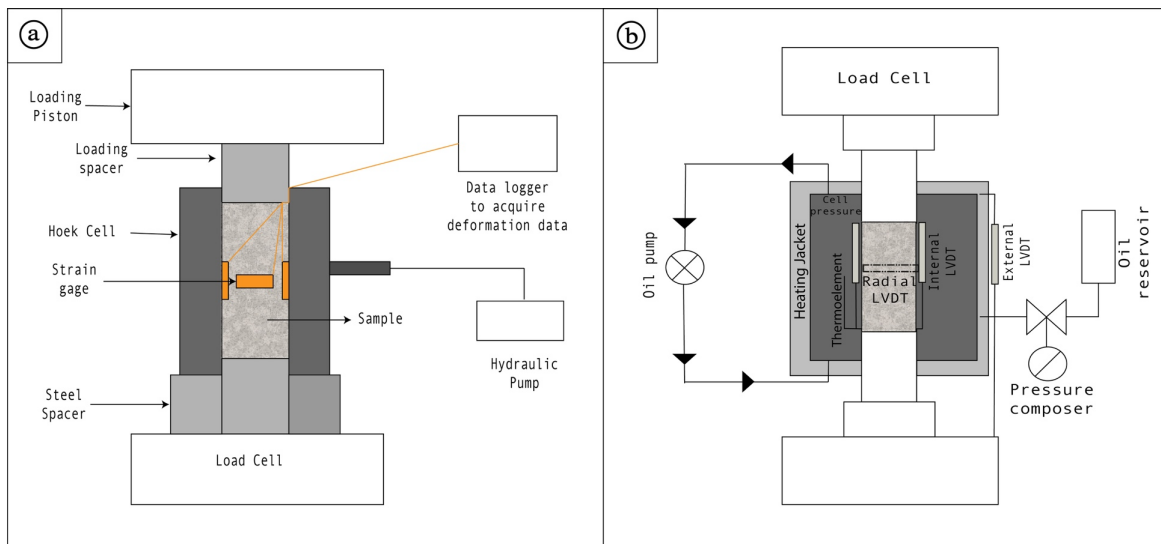 a
Loading
Piston
Loading
spacer
Hoek Cell
Strain
gage
Steel
Spacer
Data logger
to acquire
deformation data
Sample
Hydraulic
Pump
Load Cell
b
Load Cell
Oil pump
Heating Jacket
Cell
pressure
Thermoelement
Radial
LVDT
Internal
LVDT
External
LVDT
Oil
reservoir
Pressure
composer